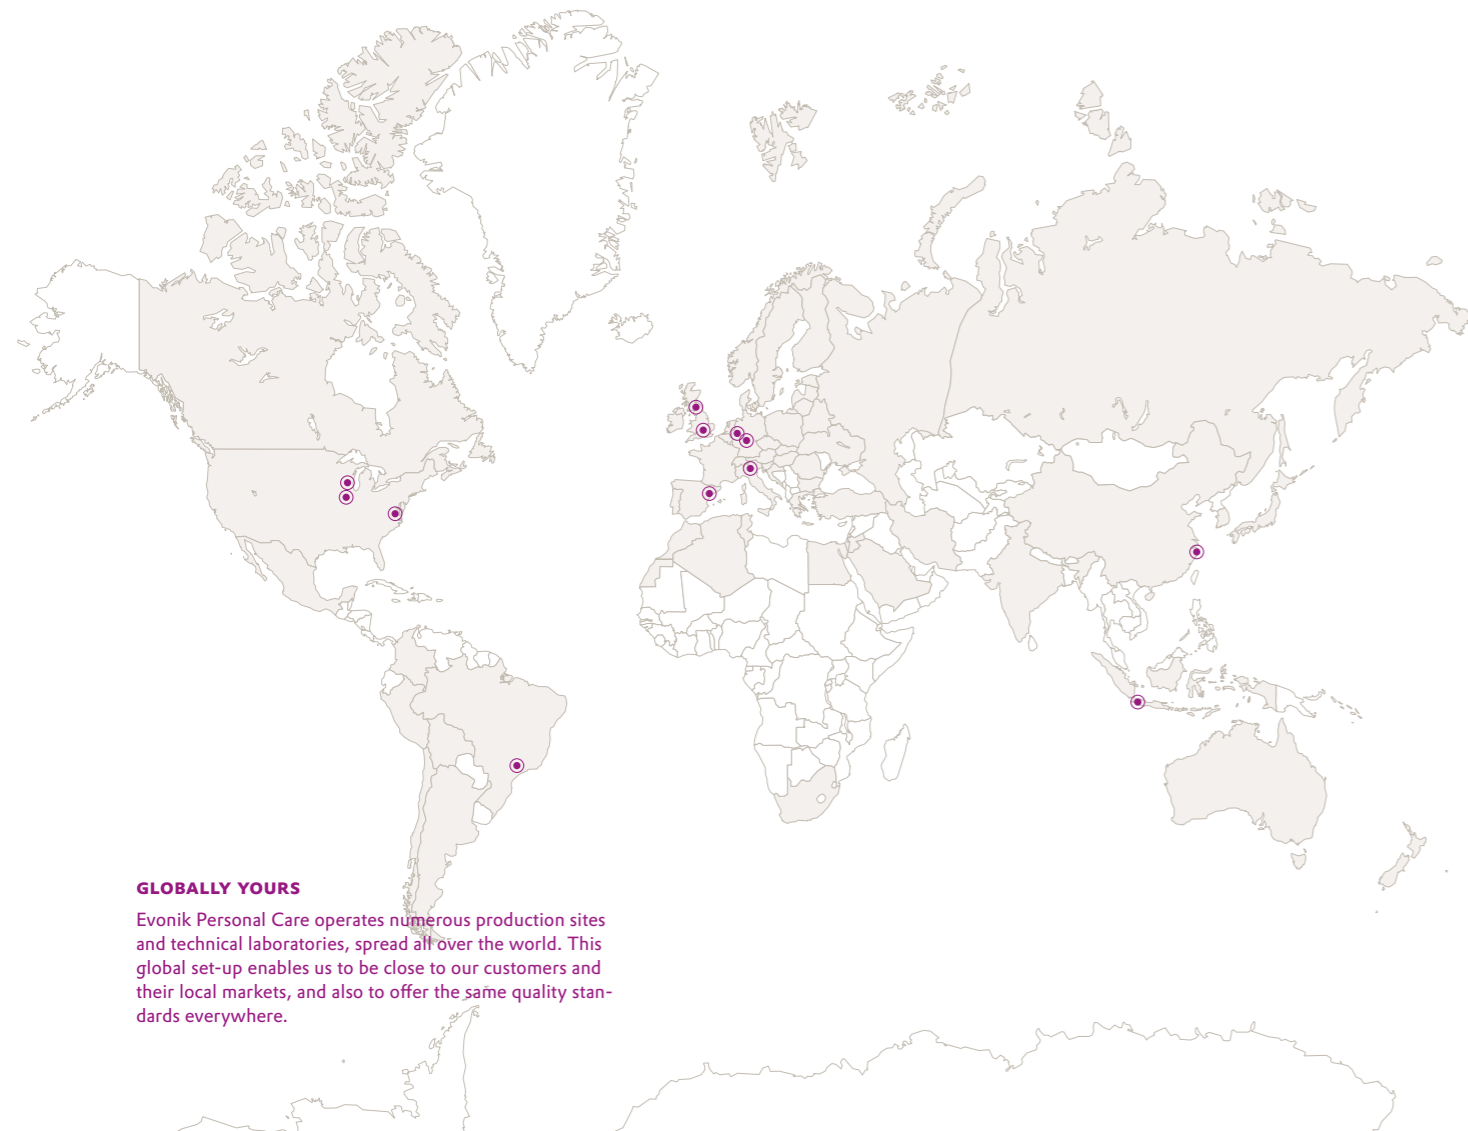 GLOBALLY YOURS
Evonik Personal Care operates numerous production sites
and technical laboratories, spread all over the world. This
global set-up enables us to be close to our customers and
their local markets, and also to offer the same quality stan-
dards everywhere.